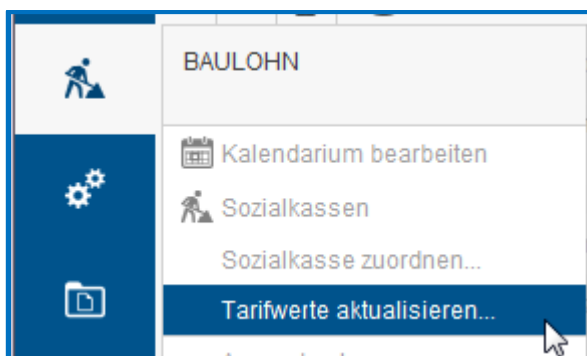 BAULOHN
Kalendarium bearbeiten
Sozialkassen
Sozialkasse zuordnen...
Tarifwerte aktualisieren...